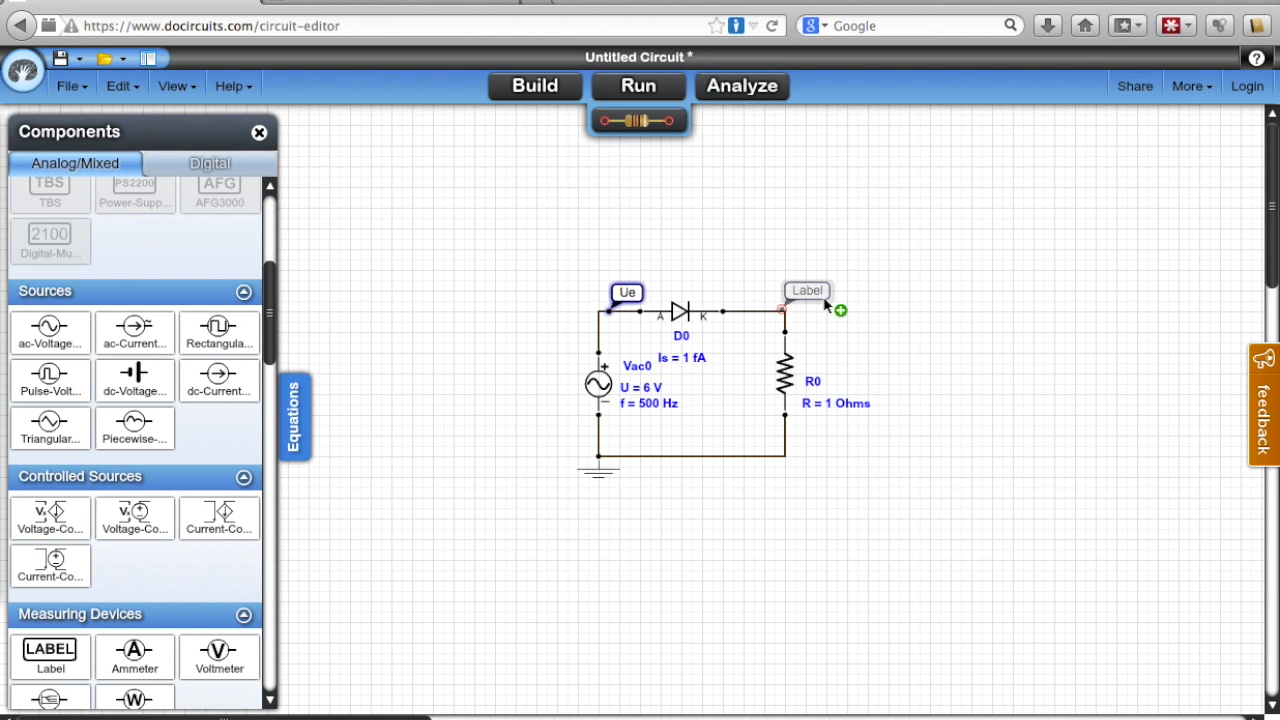 https://www.docircuits.com/circuit-editor
Google
Untitled Circuit *
File
Edit
View
Help
Build
Run
Analyze
Share
More
Login
Components
Analog/Mixed
Digital
TBS
PS2200
AFG
TBS
Power-Supp...
AFG3000
2100
Digital-Mu...
Sources
ac-Voltage...
ac-Current...
Rectangula...
Pulse-Volt...
dc-Voltage...
dc-Current...
Triangular...
Piecewise-...
Controlled Sources
Voltage-Co...
Voltage-Co...
Current-Co...
Current-Co...
Measuring Devices
LABEL
Label
A
Ammeter
V
Voltmeter
W
Equations
Ue
Label
A
K
D0
Is = 1 fA
Vac0
U = 6 V
f = 500 Hz
R0
R = 1 Ohms
feedback